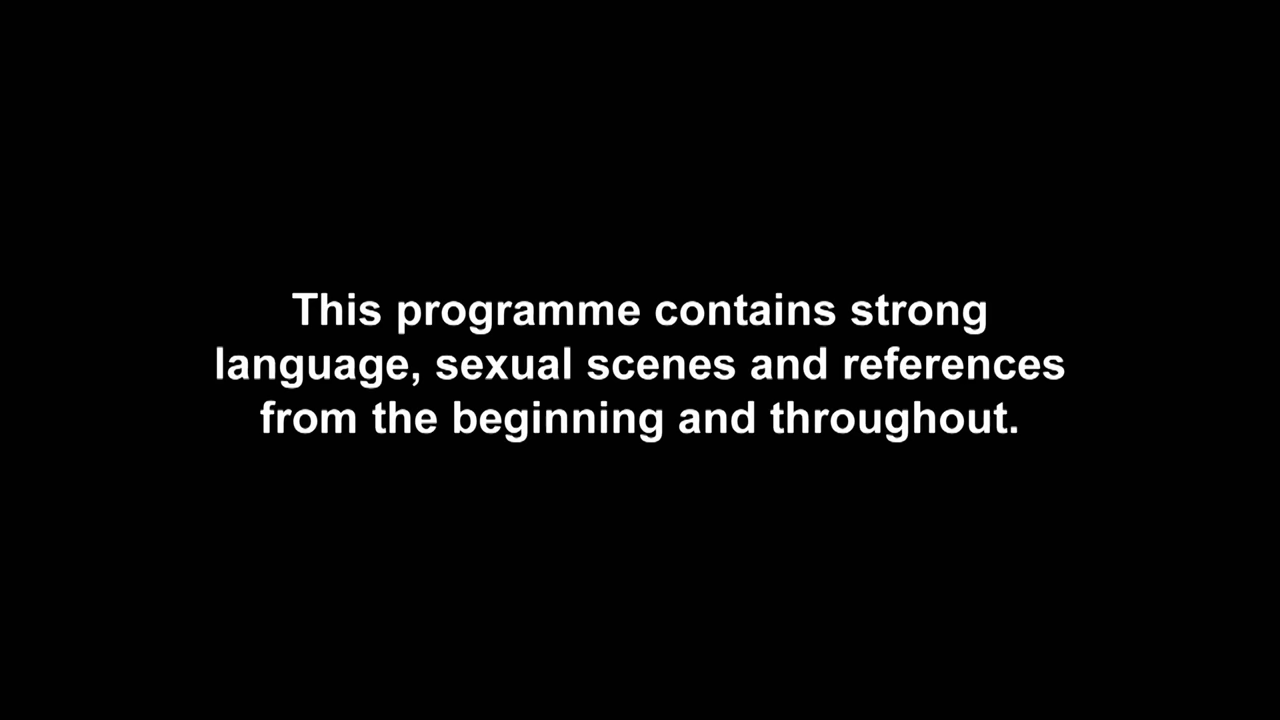 This programme contains strong
language, sexual scenes and references
from the beginning and throughout.